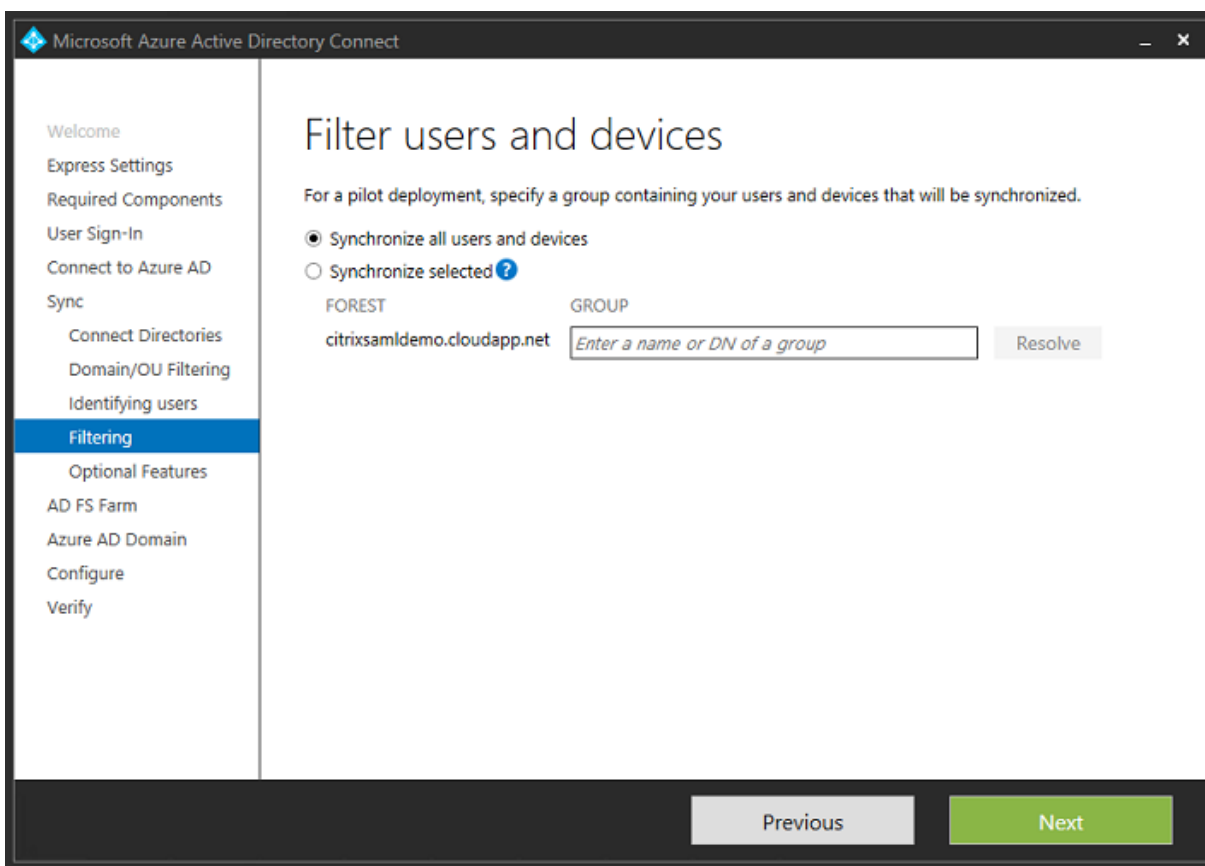 Microsoft Azure Active Directory Connect
Welcome
Express Settings
Required Components
User Sign-In
Connect to Azure AD
Sync
Connect Directories
Domain/OU Filtering
Identifying users
Filtering
Optional Features
AD FS Farm
Azure AD Domain
Configure
Verify
Filter users and devices
For a pilot deployment, specify a group containing your users and devices that will be synchronized.
Synchronize all users and devices
Synchronize selected ?
FOREST GROUP
citrixsamldemo.cloudapp.net Enter a name or DN of a group Resolve
Previous Next